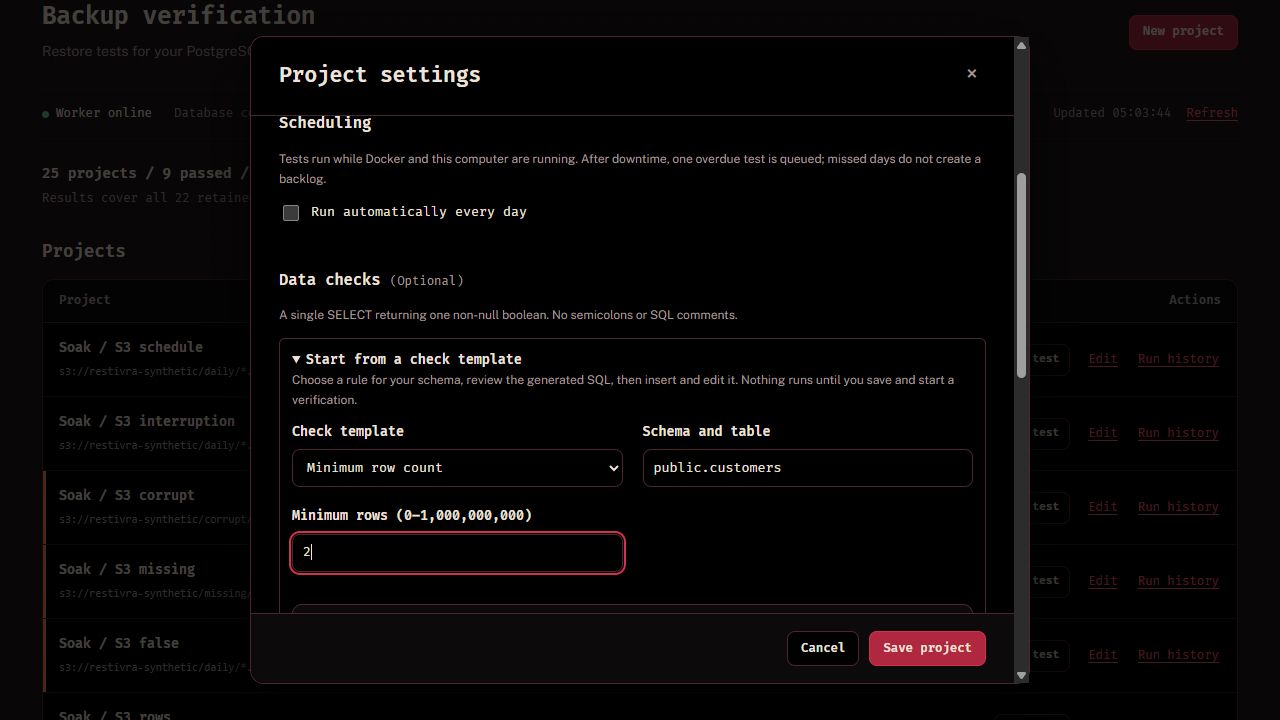 Backup verification
Restore tests for your PostgreS
New project
Project settings
×
Worker online
Database c
Updated 05:03:44
Refresh
Scheduling
Tests run while Docker and this computer are running. After downtime, one overdue test is queued; missed days do not create a
backlog.
25 projects / 9 passed /
Results cover all 22 retaine
Run automatically every day
Projects
Data checks (Optional)
Project
Actions
A single SELECT returning one non-null boolean. No semicolons or SQL comments.
Soak / S3 schedule
s3://restivra-synthetic/daily/*.
test
Edit
Run history
Start from a check template
Choose a rule for your schema, review the generated SQL, then insert and edit it. Nothing runs until you save and start a
verification.
Soak / S3 interruption
s3://restivra-synthetic/daily/*.
test
Edit
Run history
Check template
Schema and table
Minimum row count
public.customers
Soak / S3 corrupt
s3://restivra-synthetic/corrupt/
test
Edit
Run history
Minimum rows (0–1,000,000,000)
2
Soak / S3 missing
s3://restivra-synthetic/missing/
test
Edit
Run history
Soak / S3 false
s3://restivra-synthetic/daily/*.
test
Edit
Run history
Cancel
Save project
Soak / S3 rows